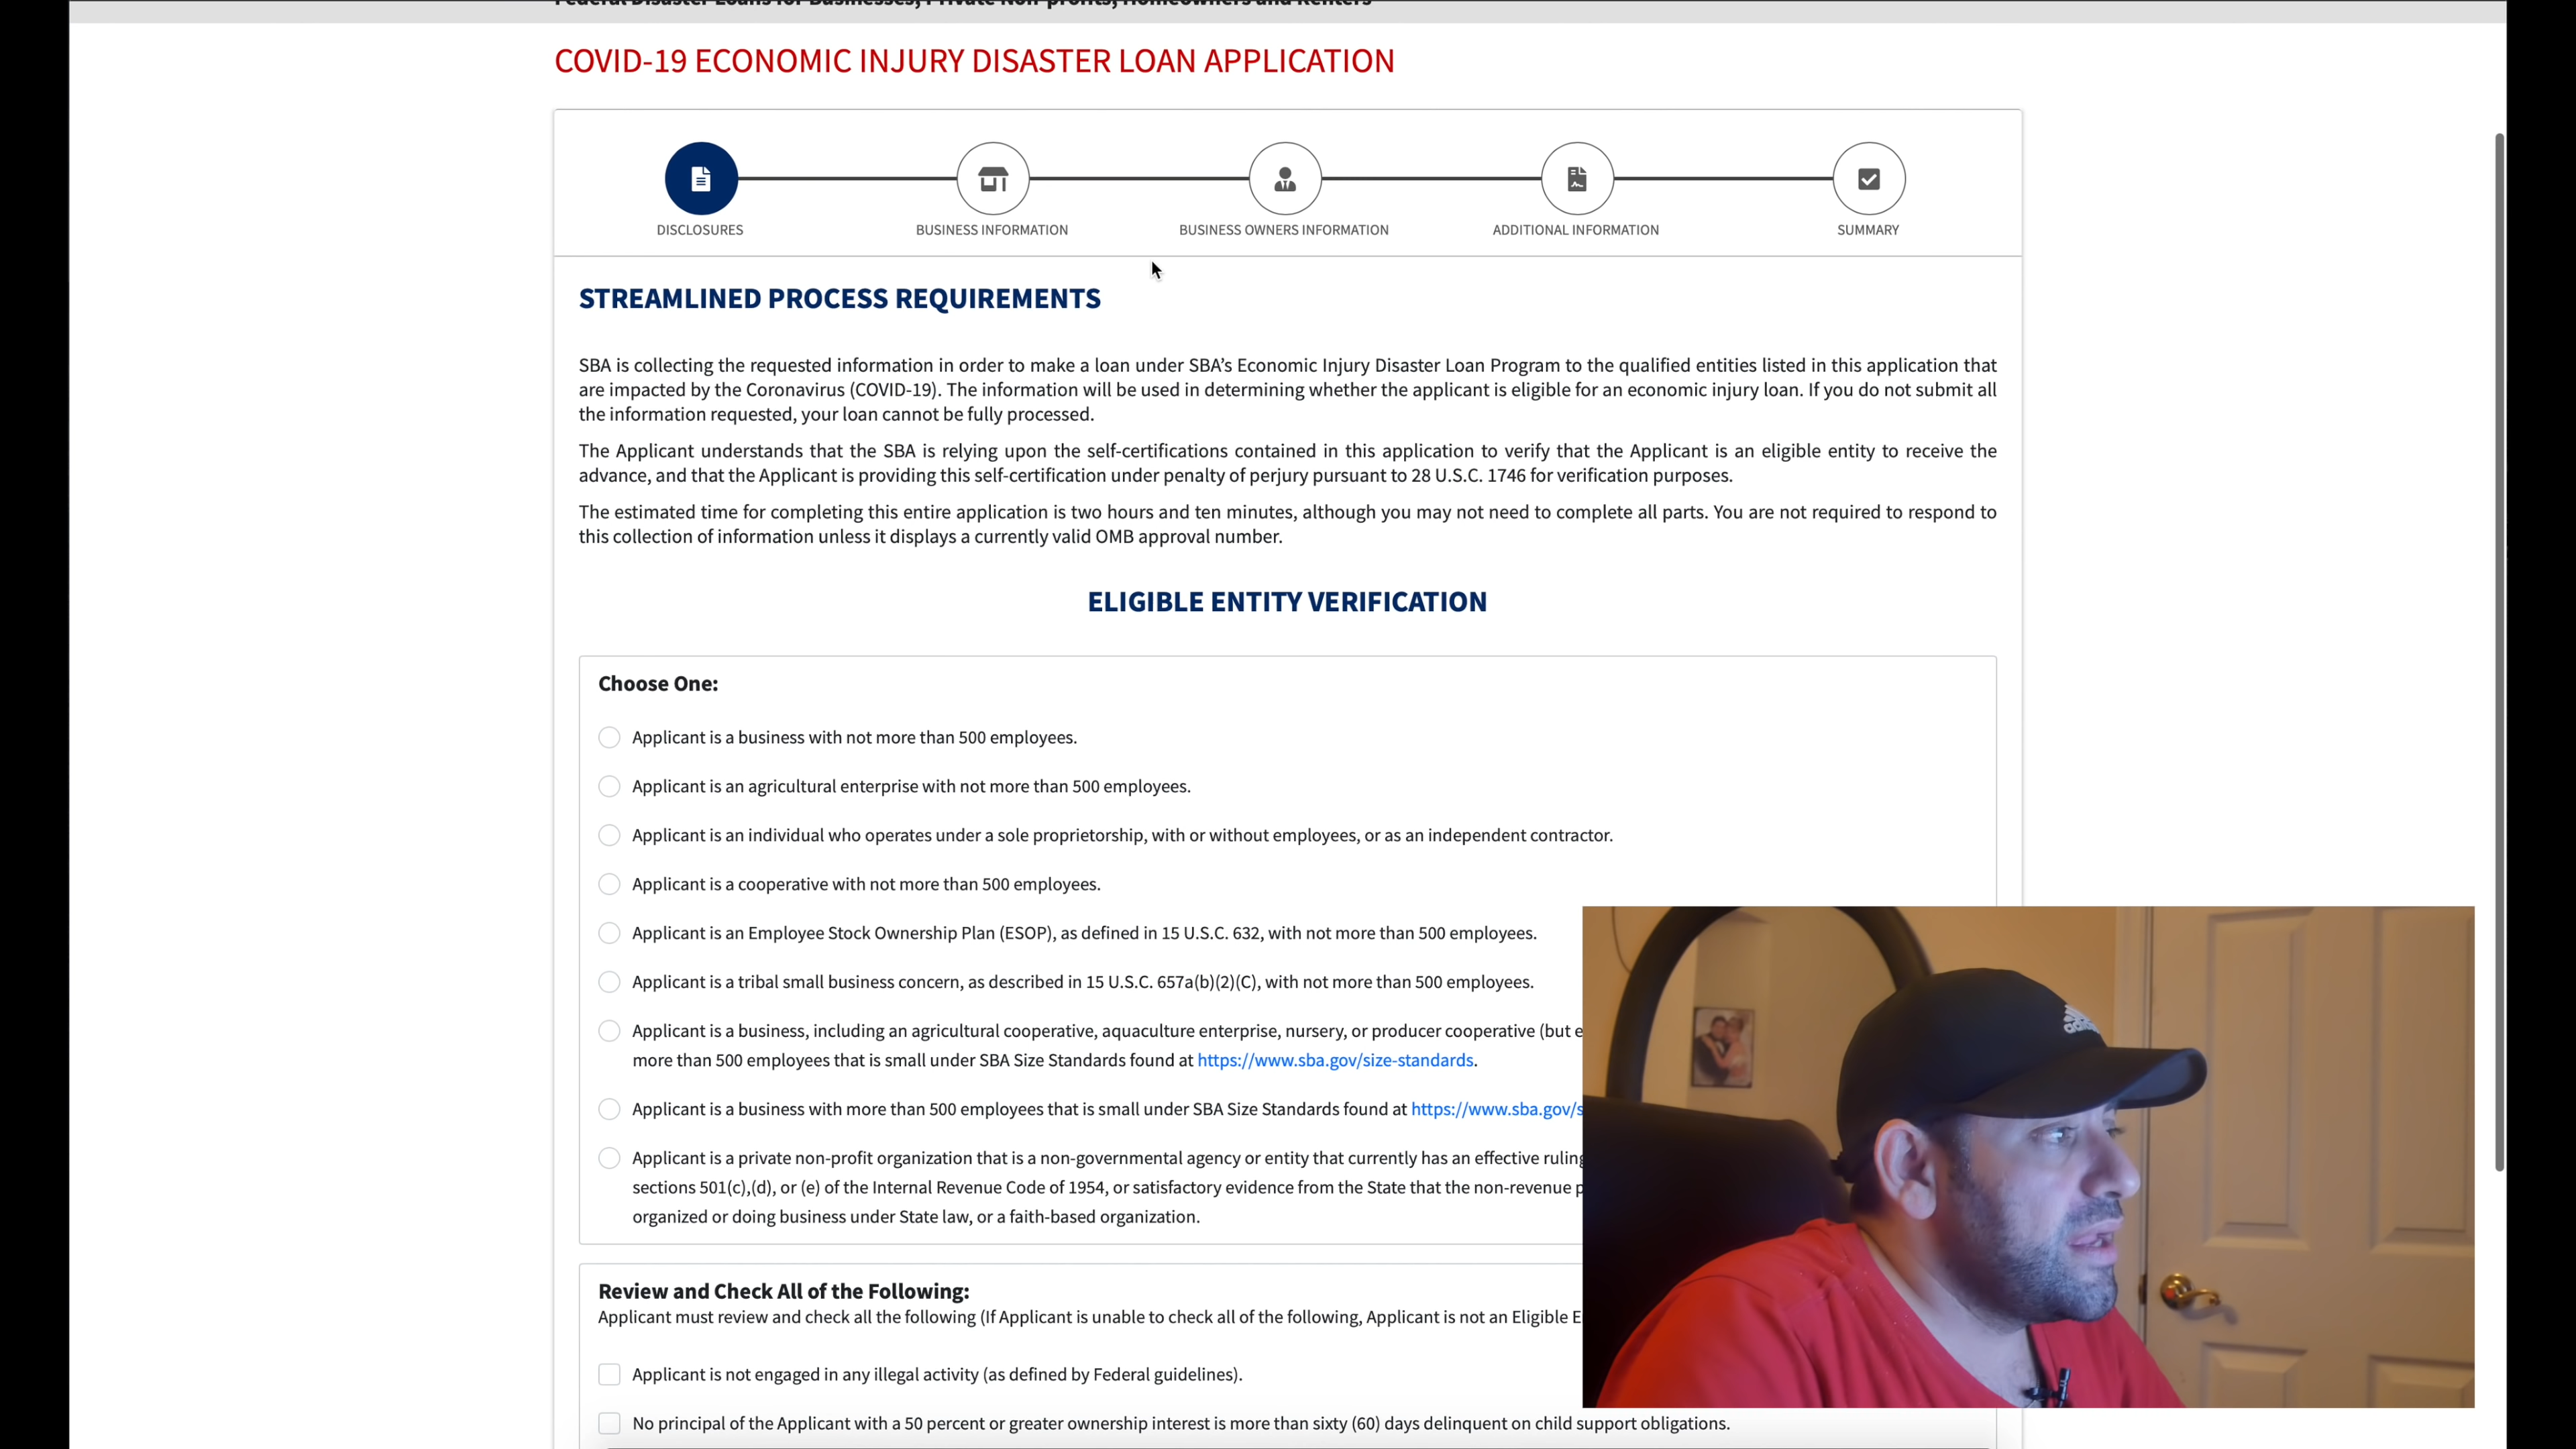 Federal Disaster Loans for Businesses, Private Non-profits, Homeowners and Renters
COVID-19 ECONOMIC INJURY DISASTER LOAN APPLICATION
DISCLOSURES
BUSINESS INFORMATION
BUSINESS OWNERS INFORMATION
ADDITIONAL INFORMATION
SUMMARY
STREAMLINED PROCESS REQUIREMENTS
SBA is collecting the requested information in order to make a loan under SBA's Economic Injury Disaster Loan Program to the qualified entities listed in this application that
are impacted by the Coronavirus (COVID-19). The information will be used in determining whether the applicant is eligible for an economic injury loan. If you do not submit all
the information requested, your loan cannot be fully processed.
The Applicant understands that the SBA is relying upon the self-certifications contained in this application to verify that the Applicant is an eligible entity to receive the
advance, and that the Applicant is providing this self-certification under penalty of perjury pursuant to 28 U.S.C. 1746 for verification purposes.
The estimated time for completing this entire application is two hours and ten minutes, although you may not need to complete all parts. You are not required to respond to
this collection of information unless it displays a currently valid OMB approval number.
ELIGIBLE ENTITY VERIFICATION
Choose One:
Applicant is a business with not more than 500 employees.
Applicant is an agricultural enterprise with not more than 500 employees.
Applicant is an individual who operates under a sole proprietorship, with or without employees, or as an independent contractor.
Applicant is a cooperative with not more than 500 employees.
Applicant is an Employee Stock Ownership Plan (ESOP), as defined in 15 U.S.C. 632, with not more than 500 employees.
Applicant is a tribal small business concern, as described in 15 U.S.C. 657a(b)(2)(C), with not more than 500 employees.
Applicant is a business, including an agricultural cooperative, aquaculture enterprise, nursery, or producer cooperative (but
more than 500 employees that is small under SBA Size Standards found at https://www.sba.gov/size-standards.
Applicant is a business with more than 500 employees that is small under SBA Size Standards found at https://www.sba.gov/s
Applicant is a private non-profit organization that is a non-governmental agency or entity that currently has an effective ruling
sections 501(c),(d), or (e) of the Internal Revenue Code of 1954, or satisfactory evidence from the State that the non-revenue
organized or doing business under State law, or a faith-based organization.
Review and Check All of the Following:
Applicant must review and check all the following (If Applicant is unable to check all of the following, Applicant is not an Eligible
Applicant is not engaged in any illegal activity (as defined by Federal guidelines).
No principal of the Applicant with a 50 percent or greater ownership interest is more than sixty (60) days delinquent on child support obligations.
adidas